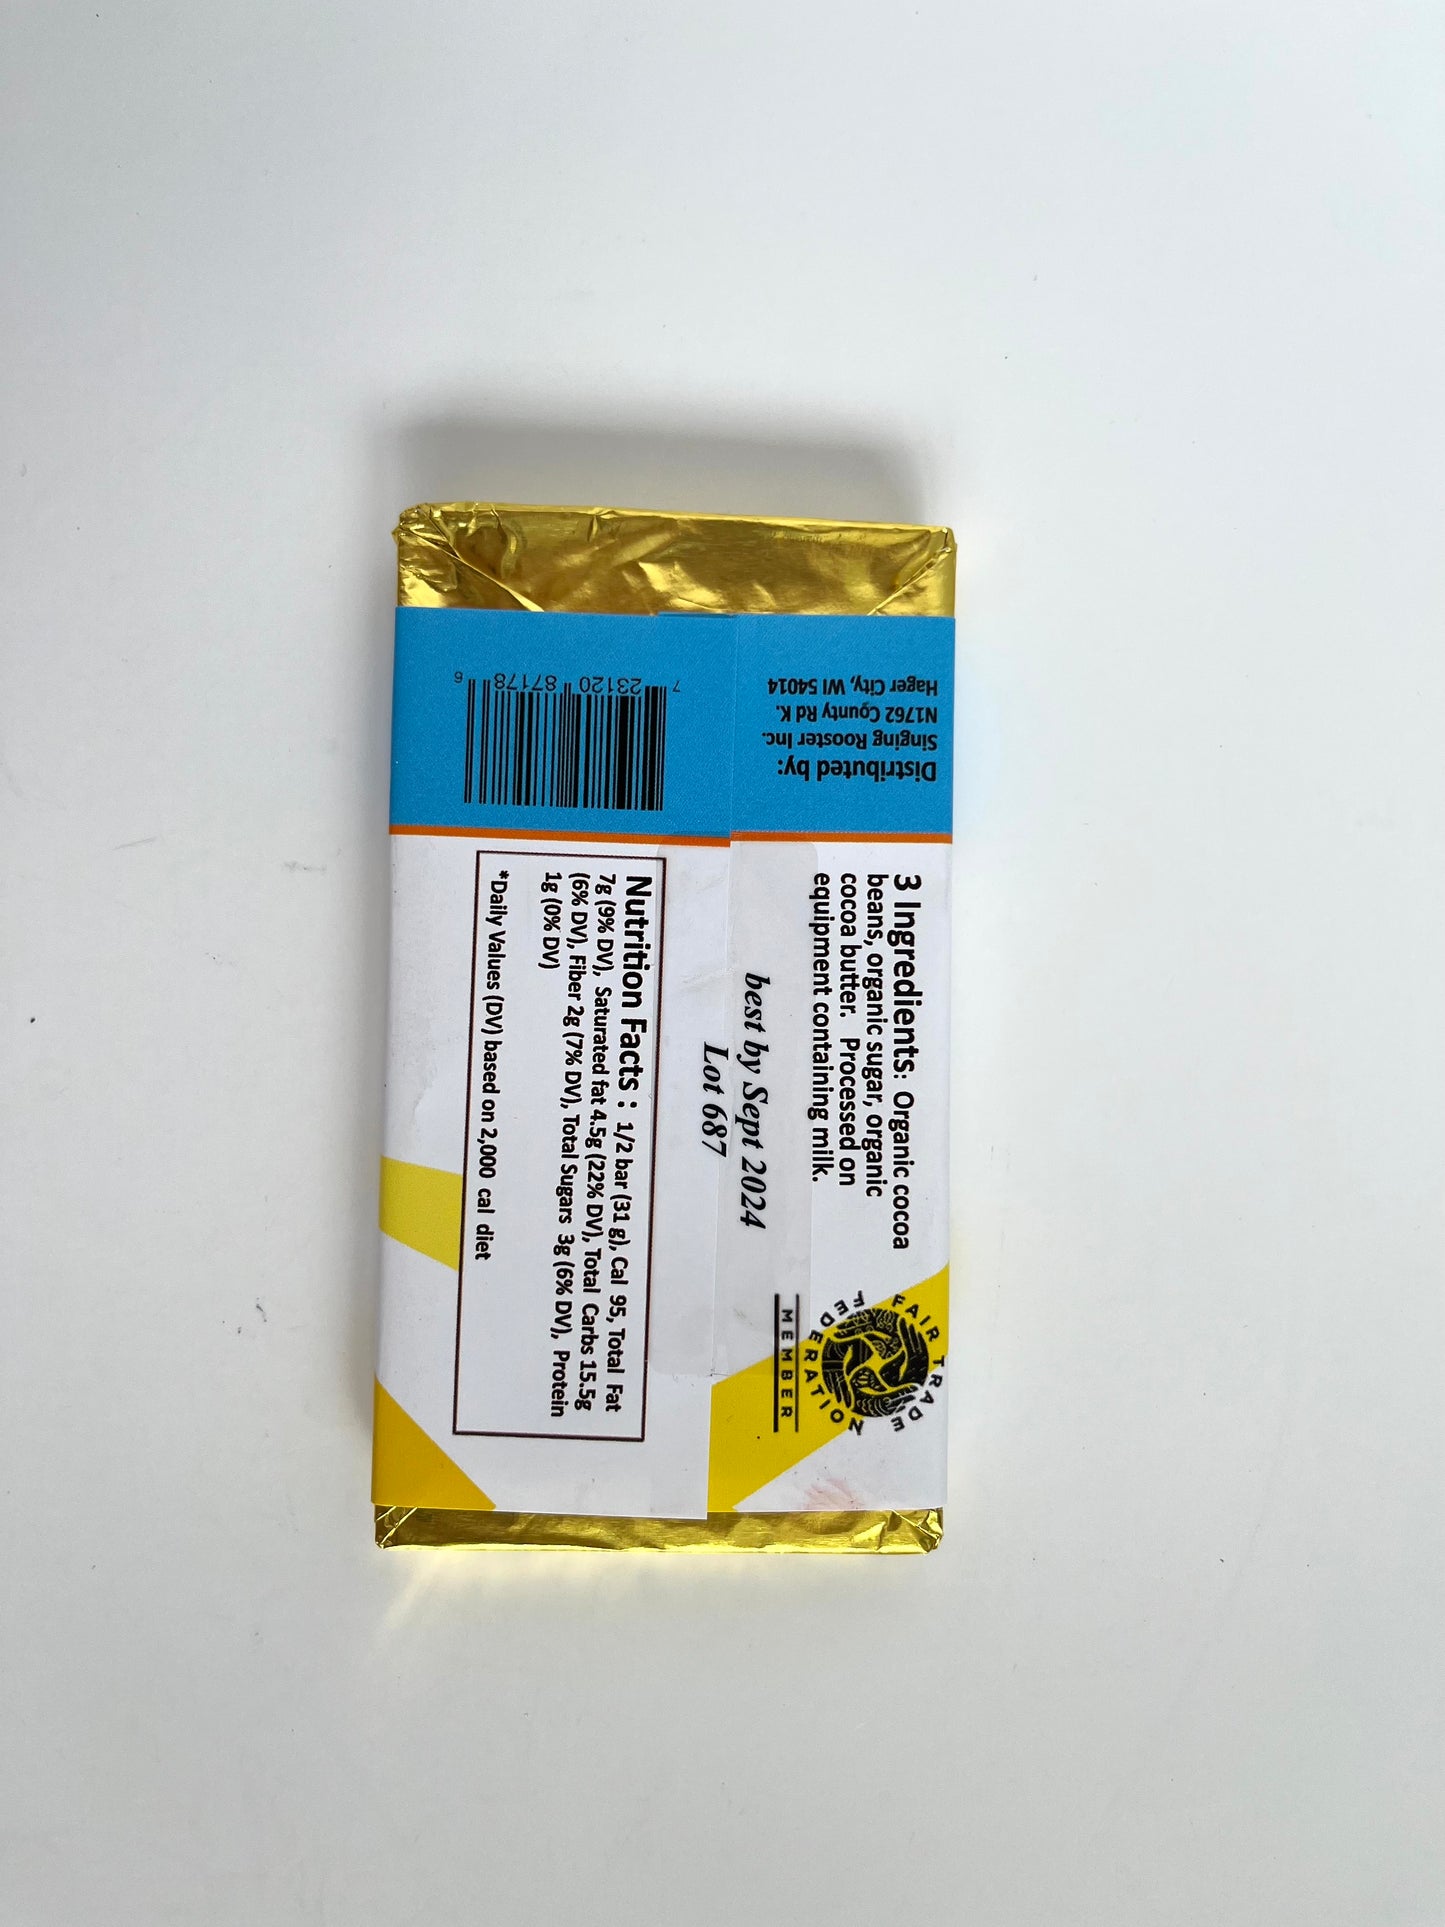 3 Ingredients: Organic cocoa
beans, organic sugar, organic
cocoa butter. Processed on
equipment containing milk.
FAIR TRADE FEDERATION
MEMBER
best by Sept 2024
Lot 687
Nutrition Facts : 1/2 bar (31 g), Cal 95, Total Fat
7g (9% DV), Saturated fat 4.5g (22% DV), Total Carbs 15.5g
(6% DV), Fiber 2g (7% DV), Total Sugars 3g (6% DV), Protein
1g (0% DV)
*Daily Values (DV) based on 2,000 cal diet
Distributed by:
Singing Rooster Inc.
N1762 County Rd K.
Hager City, WI 54014
7 23120 87178 6